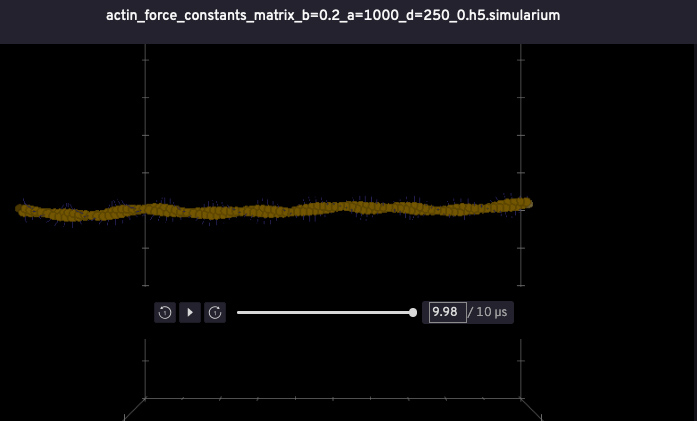 actin_force_constants_matrix_b=0.2_a=1000_d=250_0.h5.simularium
9.98 / 10 µs